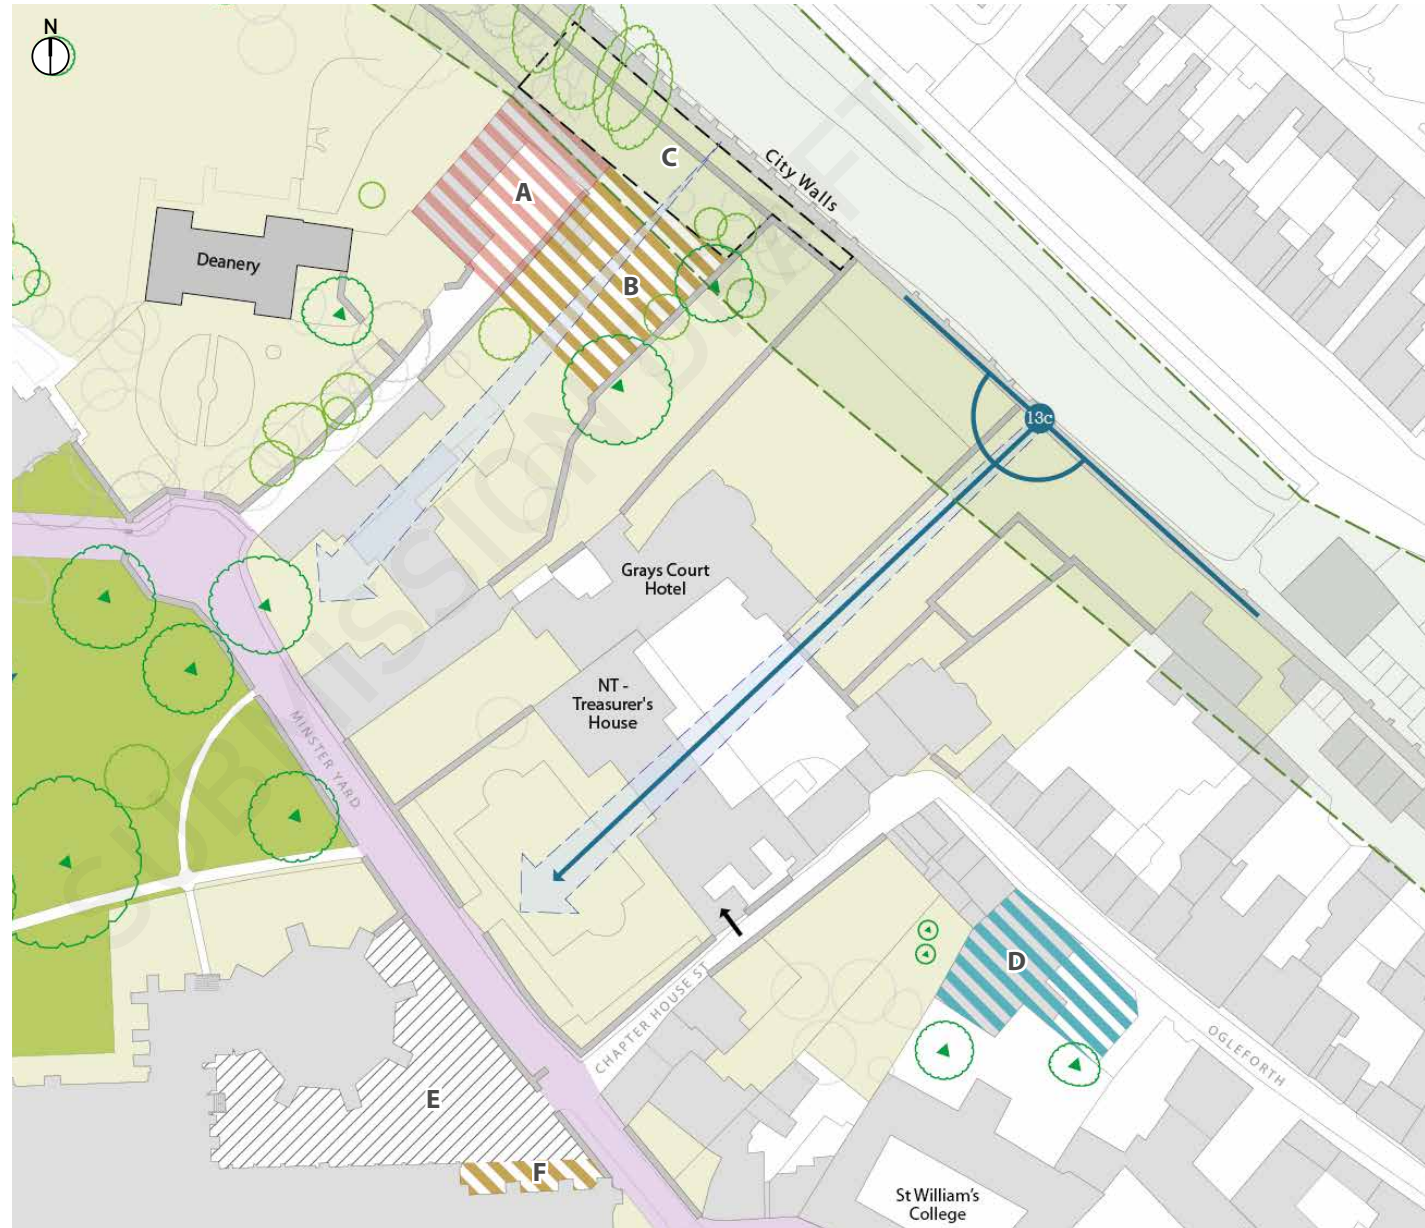 N
C
City Walls
A
Deanery
B
13c
Grays Court
Hotel
NT -
Treasurer's
House
MINSTER YARD
D
CHAPTER HOUSE ST
OGLEFORTH
E
F
St William's
College
SUBMISSION DRAFT